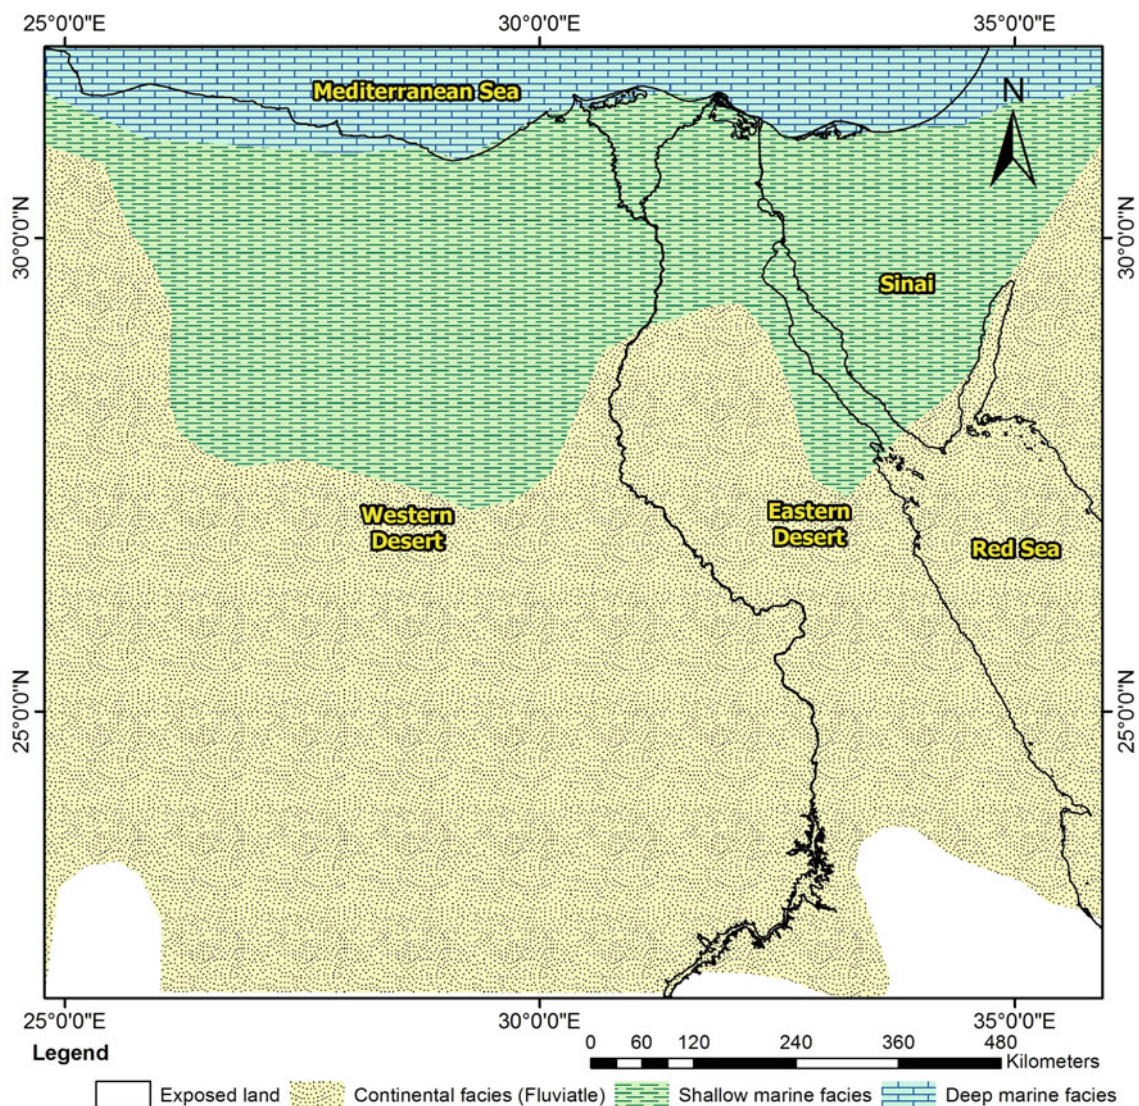 25°0'0"E 30°0'0"E 35°0'0"E
Mediterranean Sea
N
30°0'0"N 30°0'0"N
Sinai
Western
Desert
Eastern
Desert
Red Sea
25°0'0"N 25°0'0"N
25°0'0"E 30°0'0"E 35°0'0"E
Legend
0 60 120 240 360 480
Kilometers
Exposed land Continental facies (Fluviatle) Shallow marine facies Deep marine facies